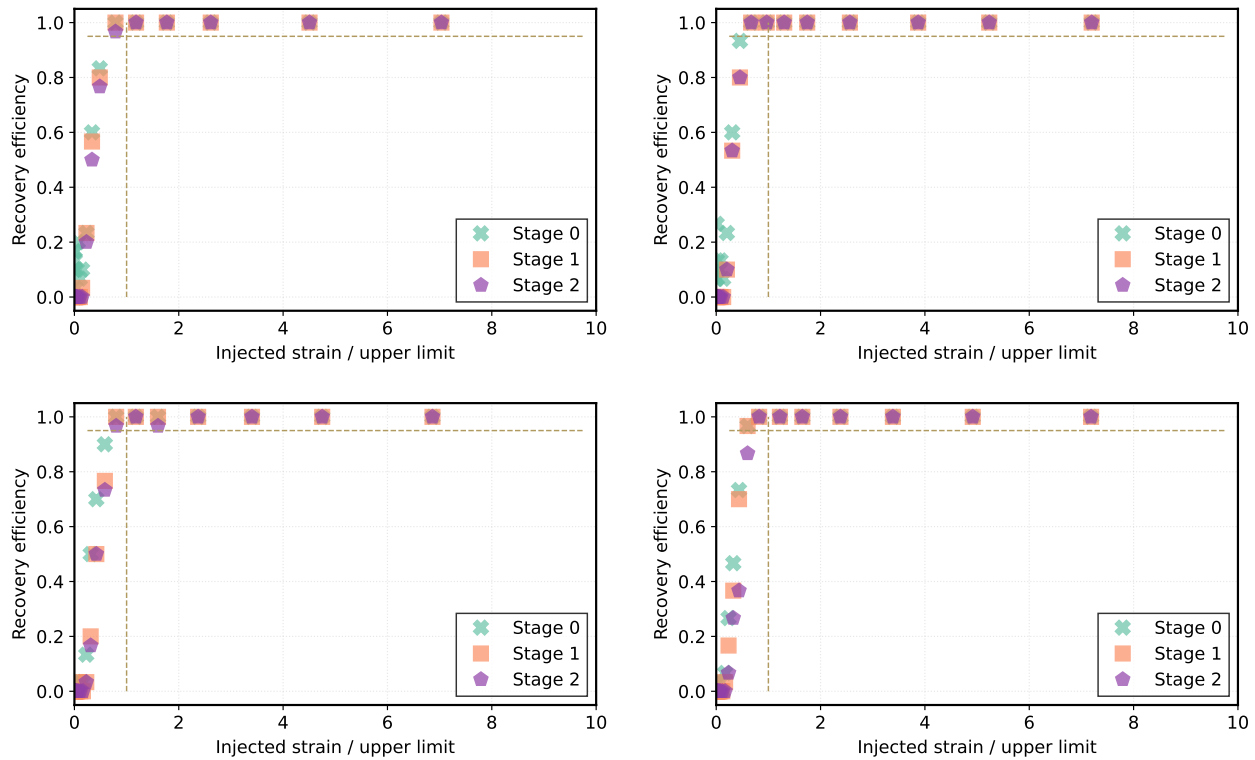 1.0
0.8
0.6
0.4
0.2
0.0
Recovery efficiency
Stage 0
Stage 1
Stage 2
0 2 4 6 8 10
Injected strain / upper limit
1.0
0.8
0.6
0.4
0.2
0.0
Recovery efficiency
Stage 0
Stage 1
Stage 2
0 2 4 6 8 10
Injected strain / upper limit
1.0
0.8
0.6
0.4
0.2
0.0
Recovery efficiency
Stage 0
Stage 1
Stage 2
0 2 4 6 8 10
Injected strain / upper limit
1.0
0.8
0.6
0.4
0.2
0.0
Recovery efficiency
Stage 0
Stage 1
Stage 2
0 2 4 6 8 10
Injected strain / upper limit